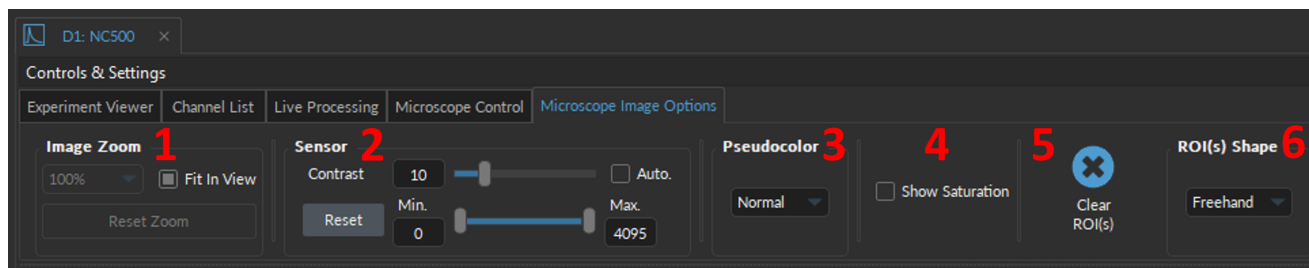 D1: NC500
Controls & Settings
Experiment Viewer Channel List Live Processing Microscope Control Microscope Image Options
Image Zoom 1 Sensor 2 Pseudocolor 3 4 5 ROI(s) Shape 6
100% Fit In View Contrast 10 Auto. Normal Show Saturation Clear ROI(s) Freehand
Reset Zoom Reset Min. 0 Max. 4095